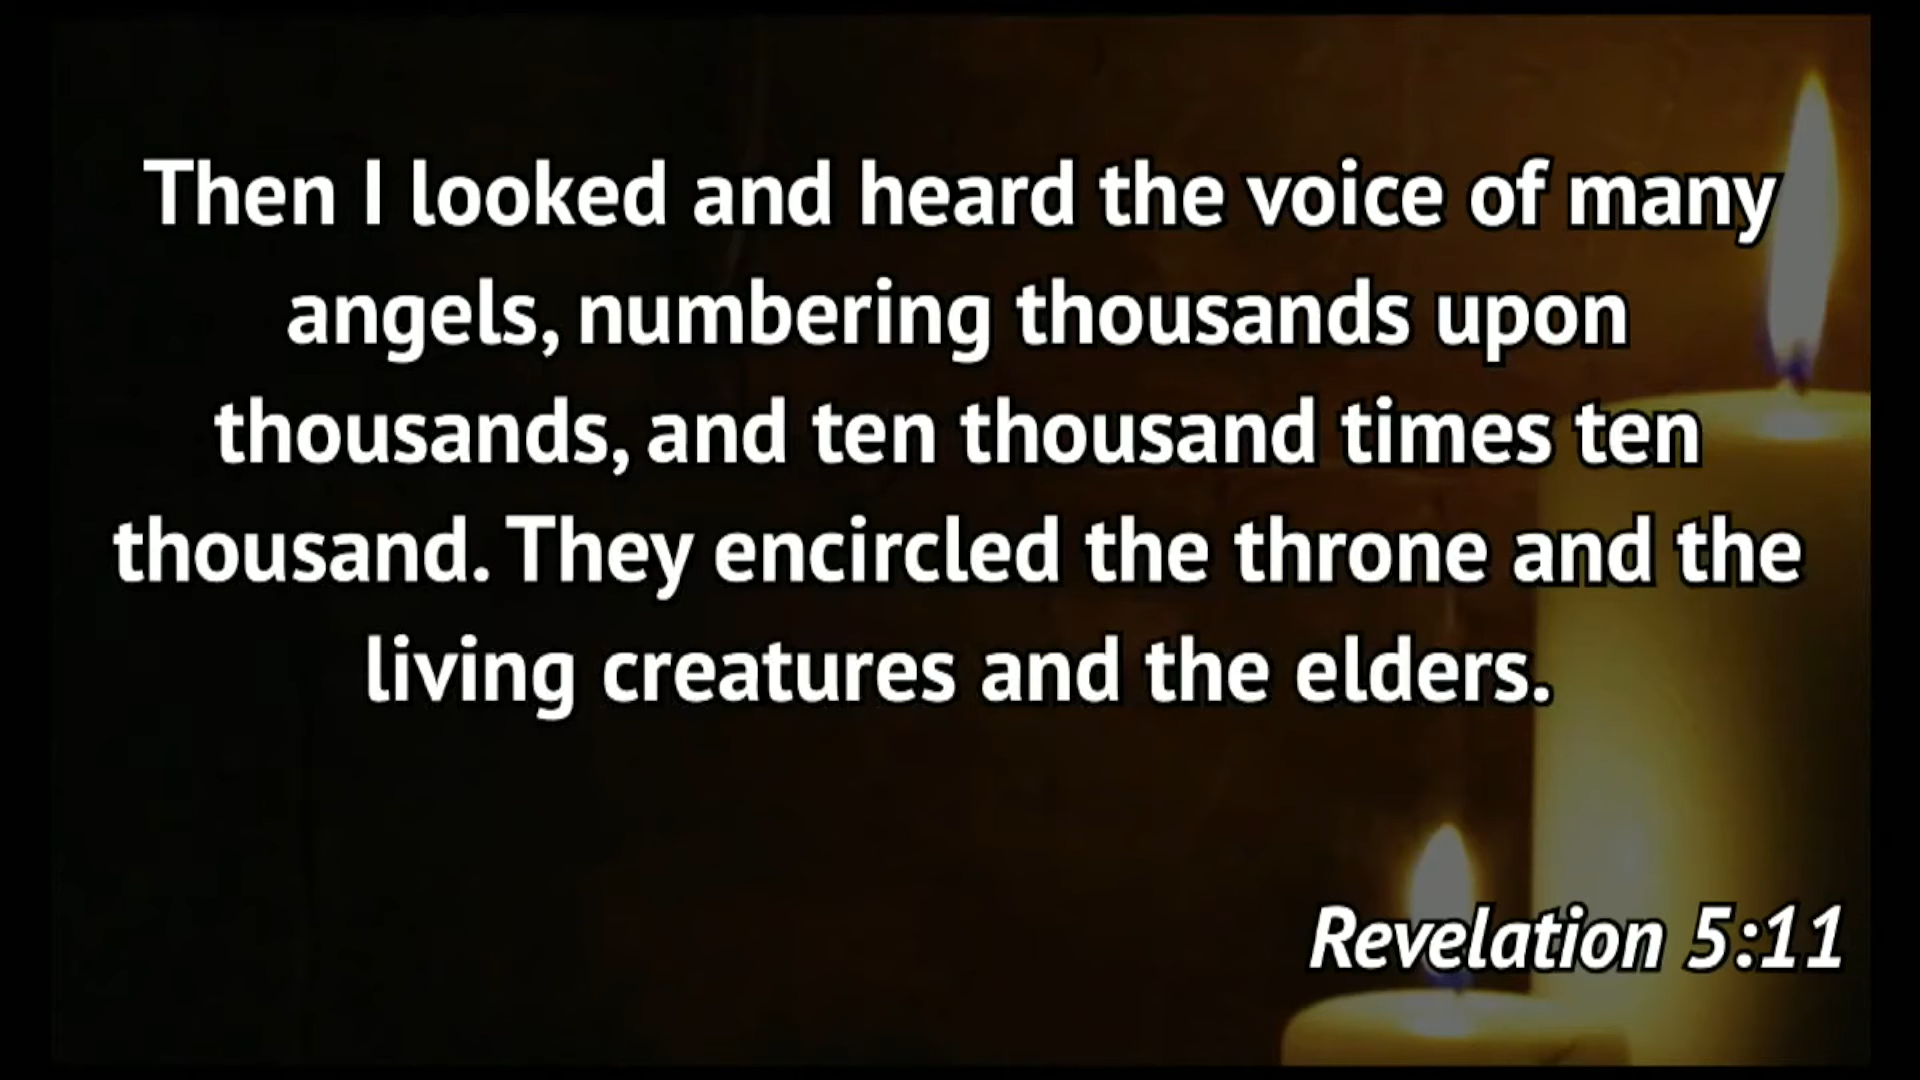 Then I looked and heard the voice of many
angels, numbering thousands upon
thousands, and ten thousand times ten
thousand. They encircled the throne and the
living creatures and the elders.
Revelation 5:11